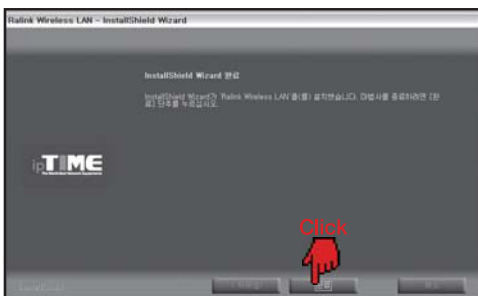 Ralink Wireless LAN - InstallShield Wizard
InstallShield Wizard 완료
InstallShield Wizard가 'Ralink Wireless LAN'을(를) 설치했습니다. 마법사를 종료하려면 [완
료] 단추를 누르십시오.
ipTIME
Click
완료